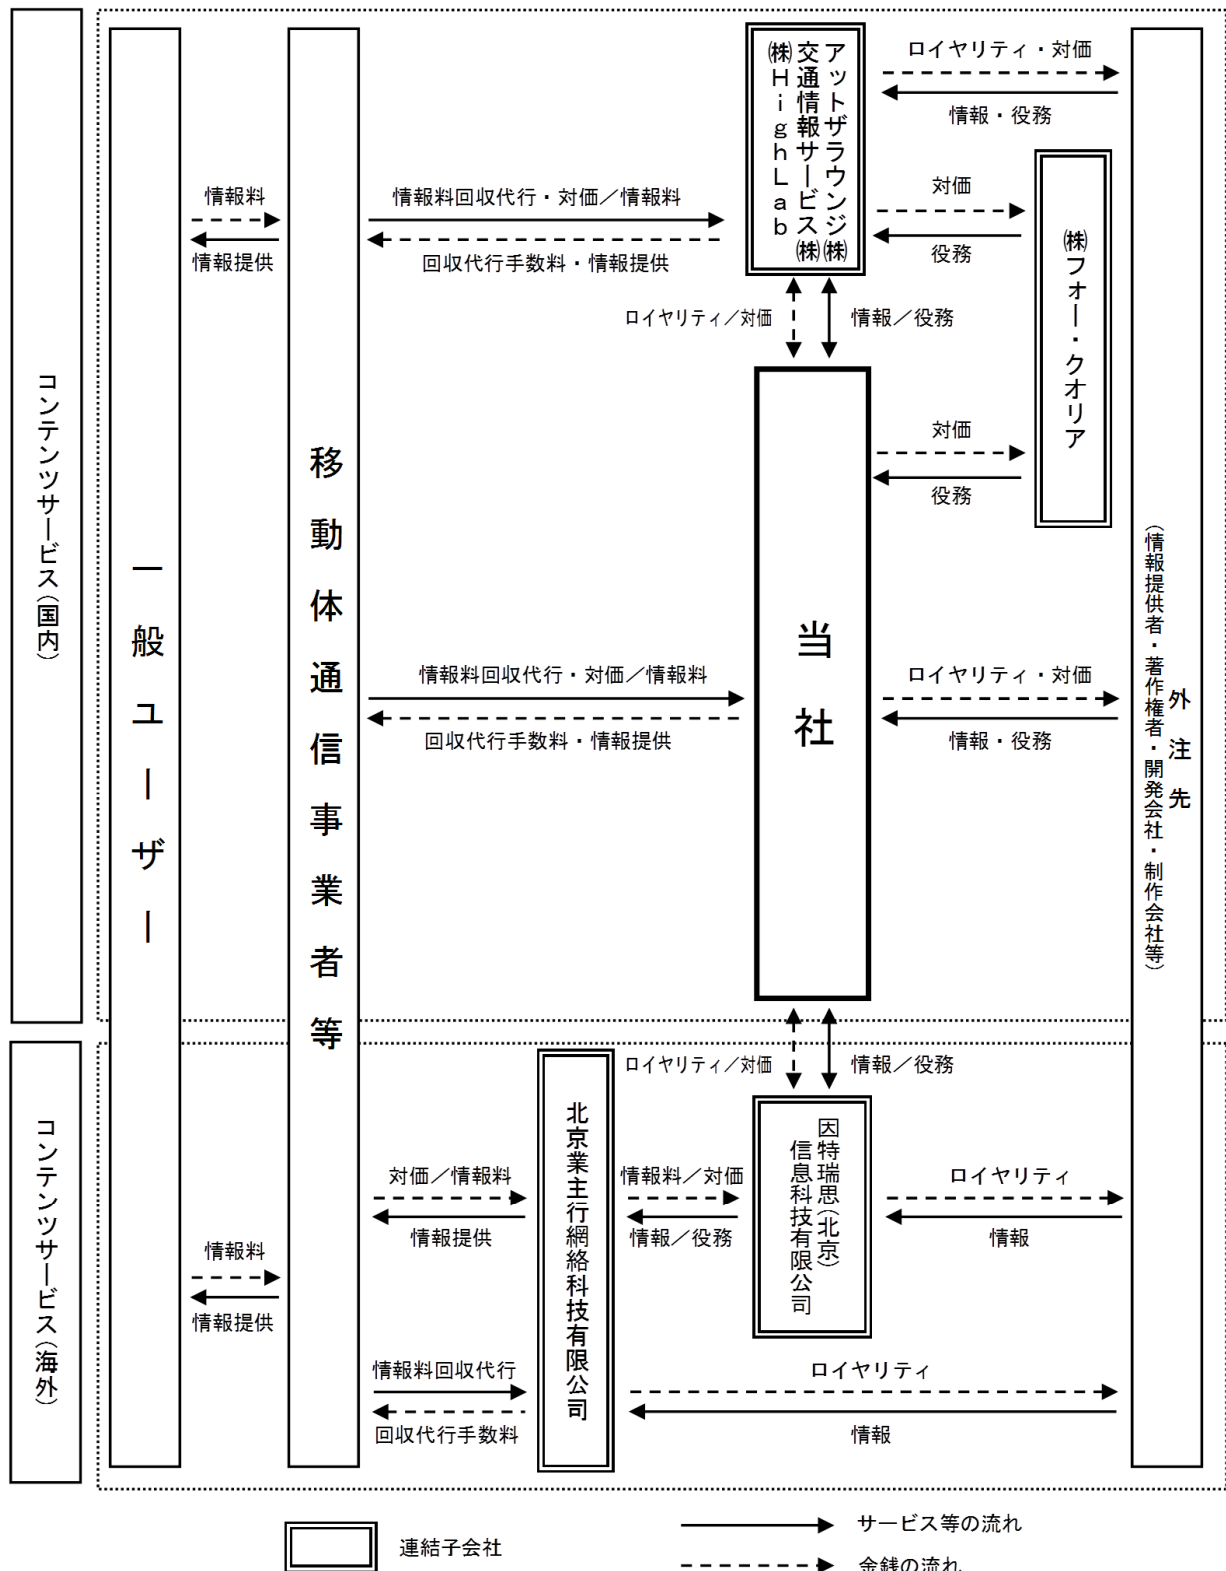 コンテンツサービス(国内)
一般ユーザー
移動体通信事業者等
アットザラウンジ㈱
交通情報サービス㈱
㈱HighLab
ロイヤリティ・対価
情報・役務
情報料
情報提供
情報料回収代行・対価／情報料
回収代行手数料・情報提供
対価
役務
㈱フォー・クオリア
ロイヤリティ／対価
情報／役務
対価
役務
当社
情報料回収代行・対価／情報料
回収代行手数料・情報提供
ロイヤリティ・対価
情報・役務
外注先
(情報提供者・著作権者・開発会社・制作会社等)
コンテンツサービス(海外)
ロイヤリティ／対価
情報／役務
北京業主行網絡科技有限公司
因特瑞思(北京)
信息科技有限公司
対価／情報料
情報提供
情報料／対価
情報／役務
ロイヤリティ
情報
情報料
情報提供
情報料回収代行
回収代行手数料
ロイヤリティ
情報
連結子会社
サービス等の流れ
金銭の流れ